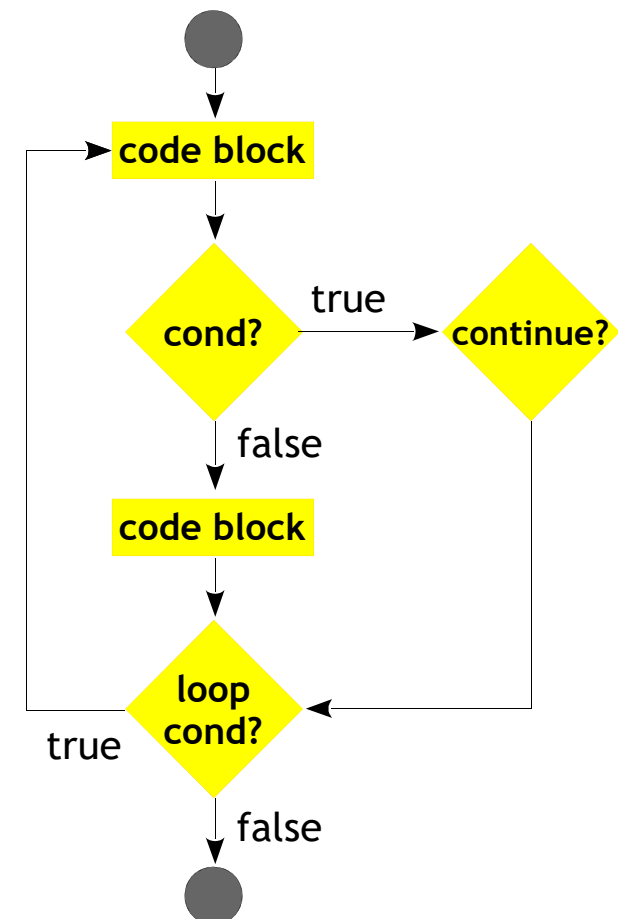 code block
true
cond?
continue?
false
code block
loop
cond?
true
false